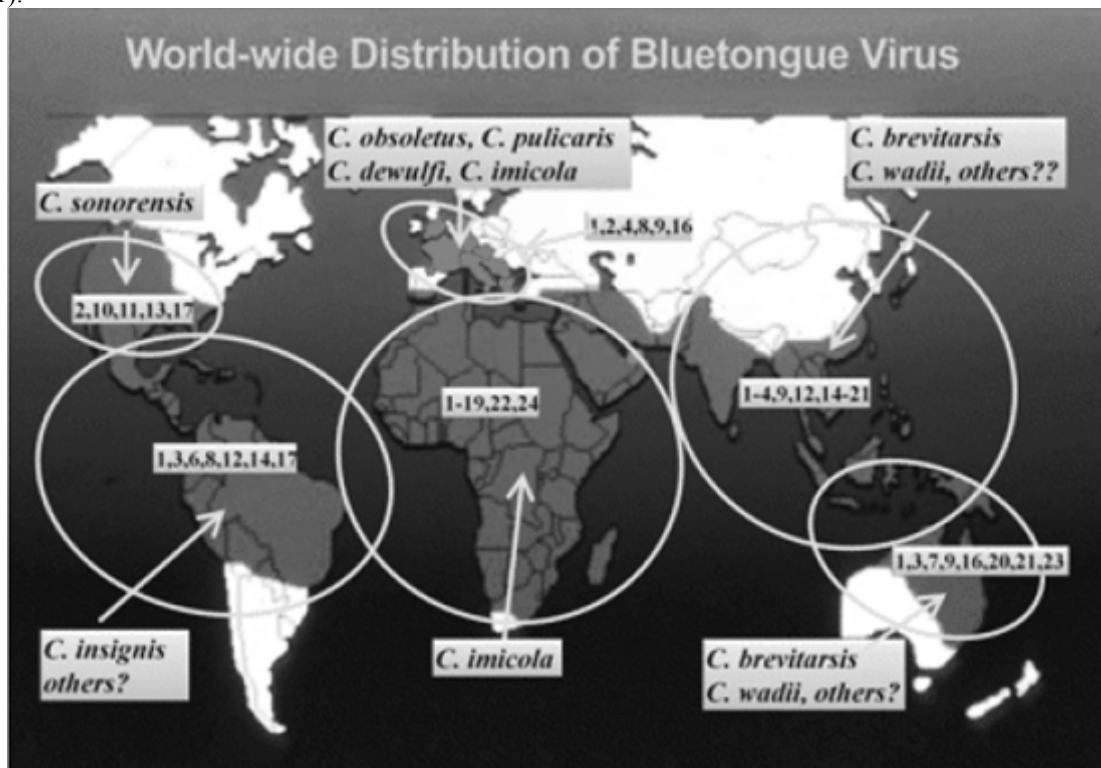 World-wide Distribution of Bluetongue Virus
C. obsoletus, C. pulicaris
C. dewulfi, C. imicola
C. brevitarsis
C. wadii, others??
C. sonorensis
1,2,4,8,9,16
2,10,11,13,17
1-19,22,24
1-4,9,12,14-21
1,3,6,8,12,14,17
1,3,7,9,16,20,21,23
C. insignis
others?
C. imicola
C. brevitarsis
C. wadii, others?